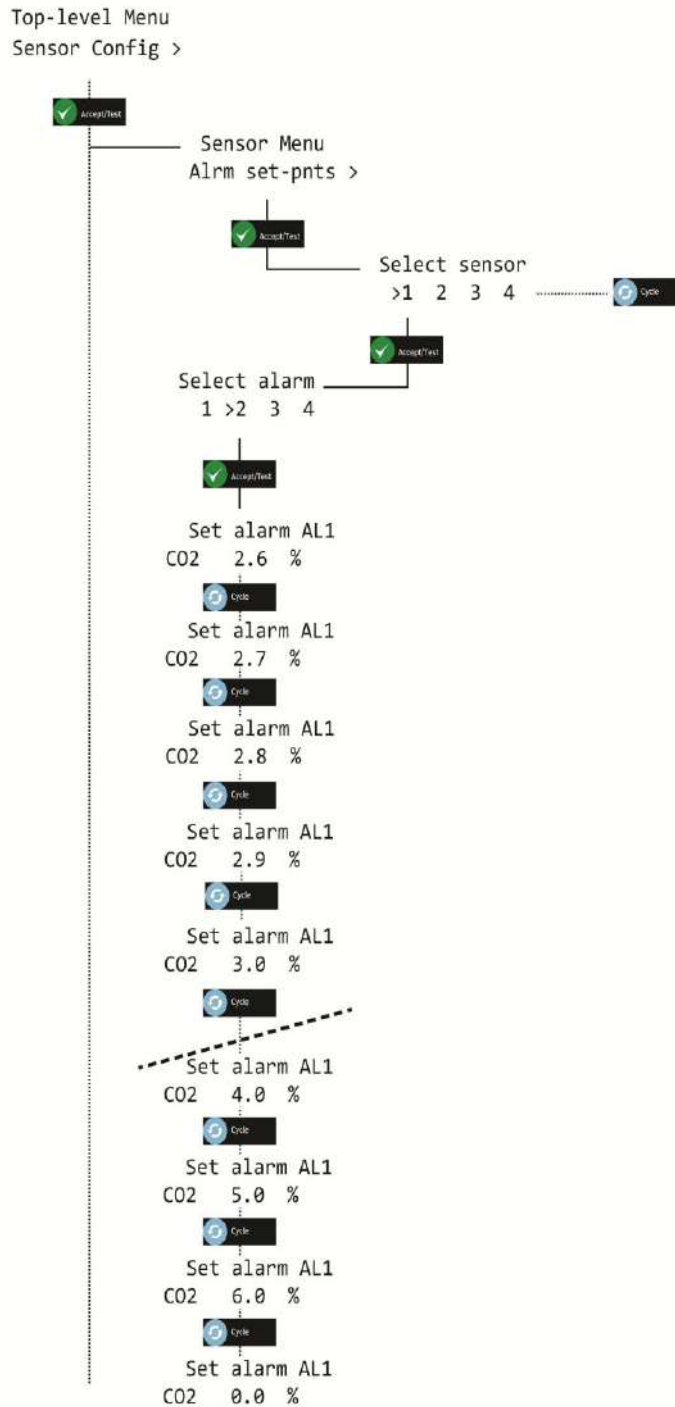 Top-level Menu
Sensor Config >
Accept/Test
Sensor Menu
Alrm set-pnts >
Accept/Test
Select sensor
>1 2 3 4
Cycle
Accept/Test
Select alarm
1 >2 3 4
Accept/Test
Set alarm AL1
CO2 2.6 %
Cycle
Set alarm AL1
CO2 2.7 %
Cycle
Set alarm AL1
CO2 2.8 %
Cycle
Set alarm AL1
CO2 2.9 %
Cycle
Set alarm AL1
CO2 3.0 %
Cycle
Set alarm AL1
CO2 4.0 %
Cycle
Set alarm AL1
CO2 5.0 %
Cycle
Set alarm AL1
CO2 6.0 %
Cycle
Set alarm AL1
CO2 0.0 %